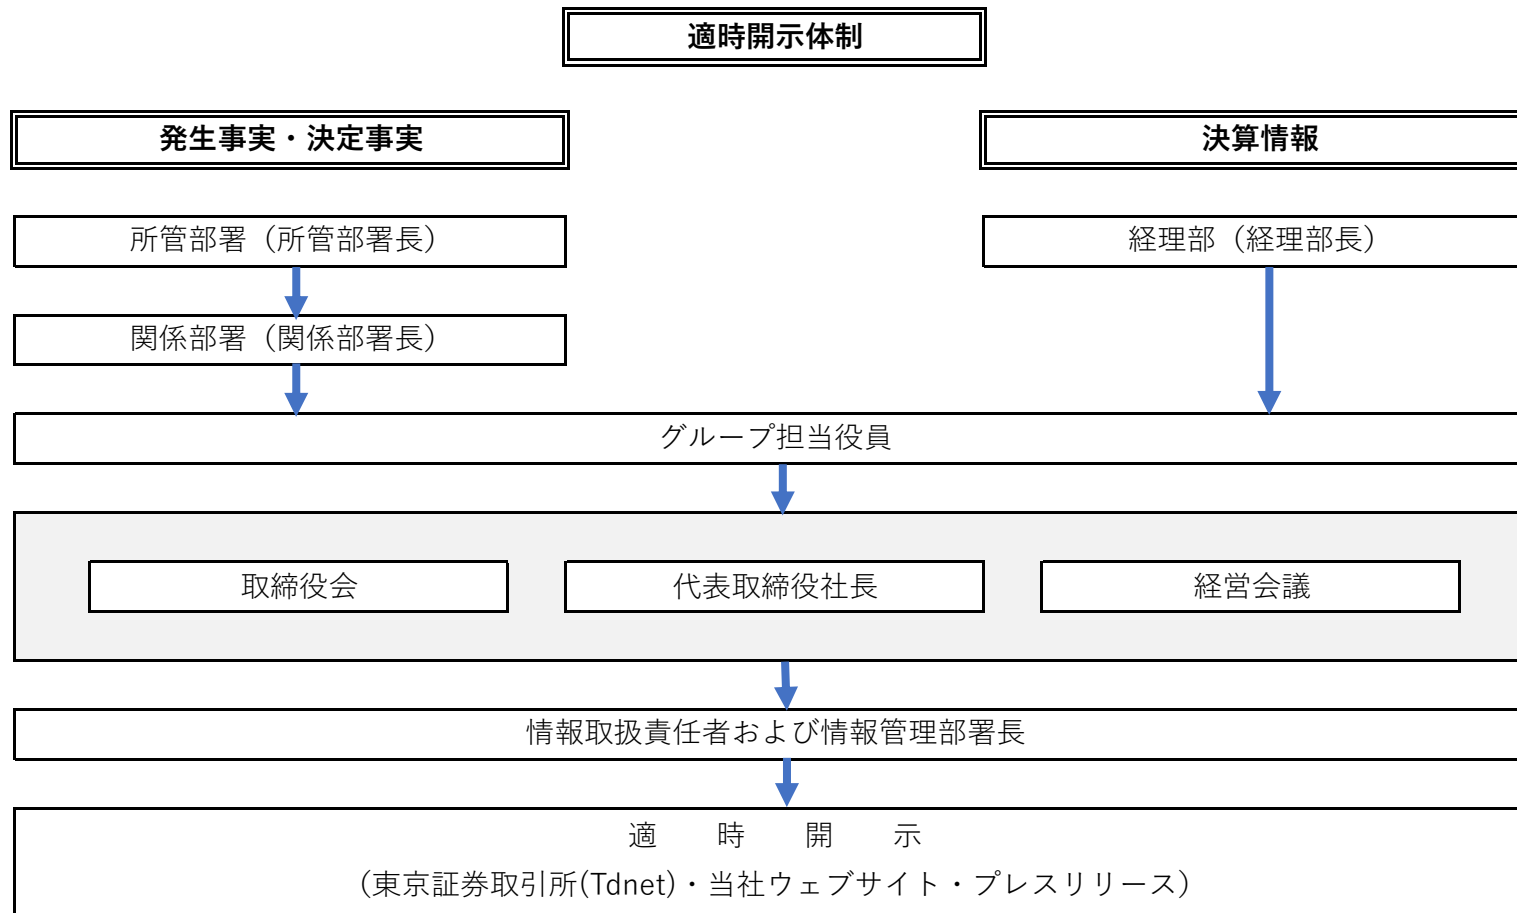 適時開示体制
発生事実・決定事実
決算情報
所管部署（所管部署長）
経理部（経理部長）
関係部署（関係部署長）
グループ担当役員
取締役会
代表取締役社長
経営会議
情報取扱責任者および情報管理部署長
適　時　開　示
（東京証券取引所(Tdnet)・当社ウェブサイト・プレスリリース）